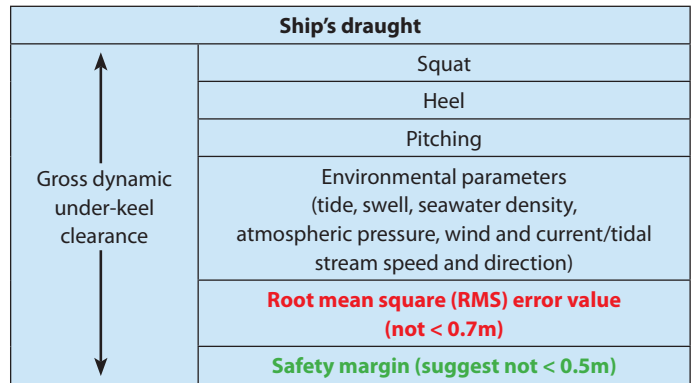 Ship's draught
Squat
Heel
Pitching
Gross dynamic
under-keel
clearance
Environmental parameters
(tide, swell, seawater density,
atmospheric pressure, wind and current/tidal
stream speed and direction)
Root mean square (RMS) error value
(not < 0.7m)
Safety margin (suggest not < 0.5m)